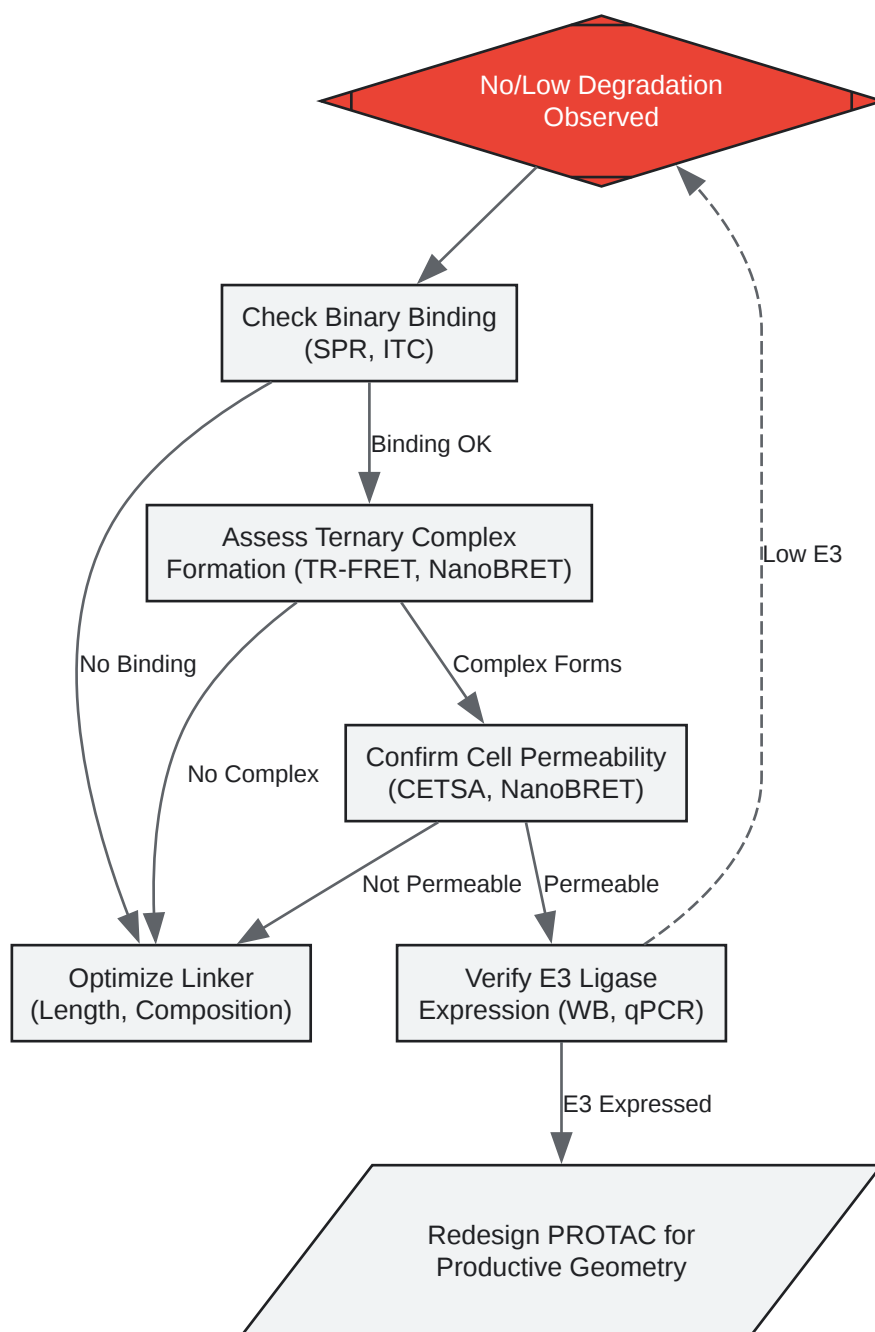 No/Low Degradation
Observed
Check Binary Binding
(SPR, ITC)
Binding OK
Assess Ternary Complex
Formation (TR-FRET, NanoBRET)
Low E3
No Binding
Complex Forms
Confirm Cell Permeability
(CETSA, NanoBRET)
No Complex
Not Permeable
Permeable
Optimize Linker
(Length, Composition)
Verify E3 Ligase
Expression (WB, qPCR)
E3 Expressed
Redesign PROTAC for
Productive Geometry